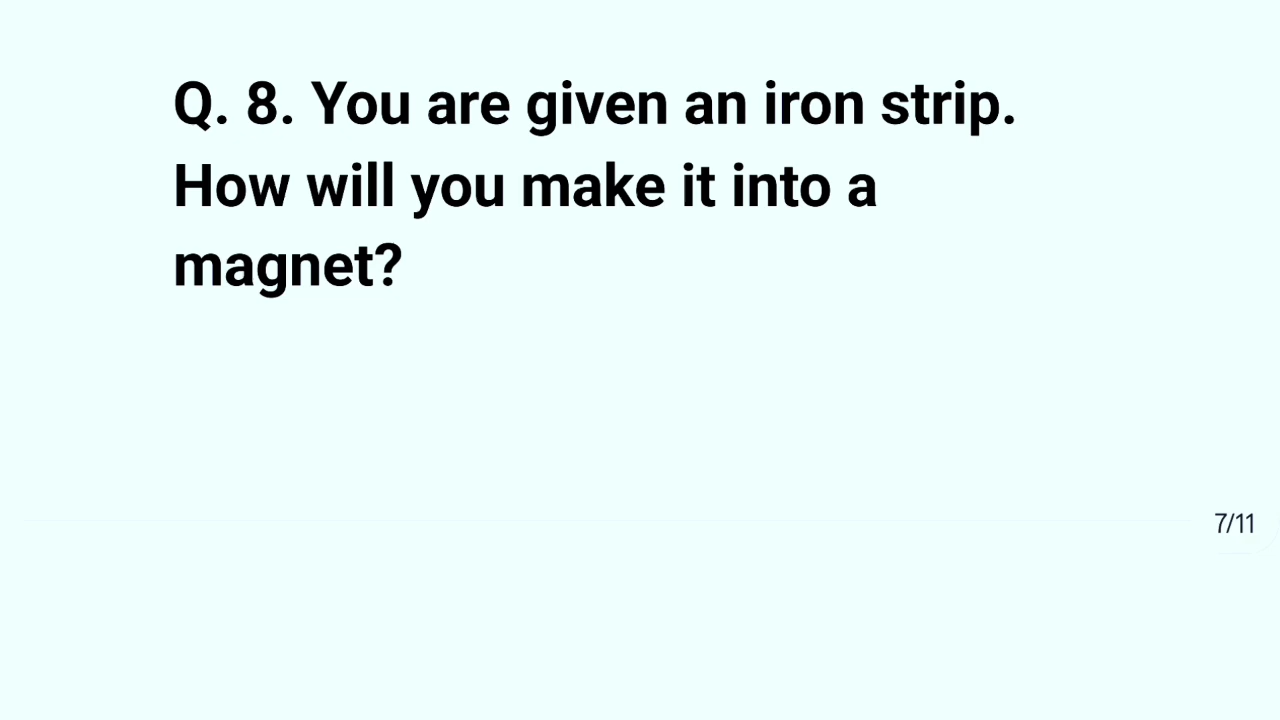 Q. 8. You are given an iron strip.
How will you make it into a
magnet?
7/11